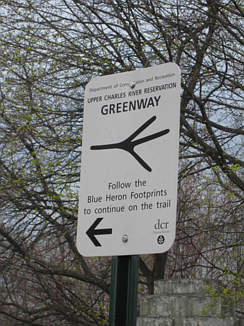 Department of Conservation and Recreation
UPPER CHARLES RIVER RESERVATION
GREENWAY
Follow the
Blue Heron Footprints
to continue on the trail
dcr